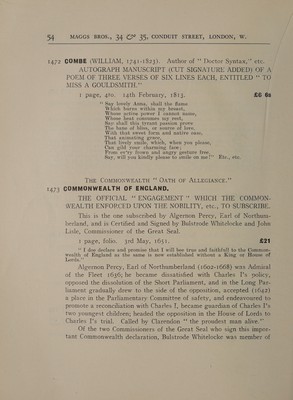 54 MAGGS BROS., 34 & 35, CONDUIT STREET, LONDON, W.
1472 COMBE (WILLIAM, 1741-1823). Author of "Doctor Syntax," etc.
AUTOGRAPH MANUSCRIPT (CUT SIGNATURE ADDED) OF A
POEM OF THREE VERSES OF SIX LINES EACH, ENTITLED "TO
MISS A GOULDSMITH."
1 page, 4to. 14th February, 1813. £6 6s
"Say lovely Anna, shall the flame
Which burns within my breast,
Whose active power I cannot name,
Whose heat consumes my rest,
Say shall this tyrant passion prove
The bane of bliss, or source of love,
With that sweet form and native ease,
That animating grace,
That lovely smile, which, when you please,
Can gild your charming face;
From ev'ry frown and angry gesture free,
Say, will you kindly please to smile on me!" Etc., etc.
THE COMMONWEALTH "OATH OF ALLEGIANCE."
1473 COMMONWEALTH OF ENGLAND.
THE OFFICIAL "ENGAGEMENT" WHICH THE COMMON-
WEALTH ENFORCED UPON THE NOBILITY, etc., TO SUBSCRIBE.
This is the one subscribed by Algernon Percy, Earl of Northum-
berland, and is Certified and Signed by Bulstrode Whitelocke and John
Lisle, Commissioner of the Great Seal.
1 page, folio. 3rd May, 1651. £21
"I doe declare and promise that I will bee true and faithfull to the Common-
wealth of England as the same is now established without a King or House of
Lords."
Algernon Percy, Earl of Northumberland (1602-1668) was Admiral
of the Fleet 1636; he became dissatisfied with Charles I's policy,
opposed the dissolution of the Short Parliament, and in the Long Par-
liament gradually drew to the side of the opposition, accepted (1642)
a place in the Parliamentary Committee of safety, and endeavoured to
promote a reconciliation with Charles I, became guardian of Charles I's
two youngest children; headed the opposition in the House of Lords to
Charles I's trial. Called by Clarendon "the proudest man alive."
Of the two Commissioners of the Great Seal who sign this impor-
tant Commonwealth declaration, Bulstrode Whitelocke was member of